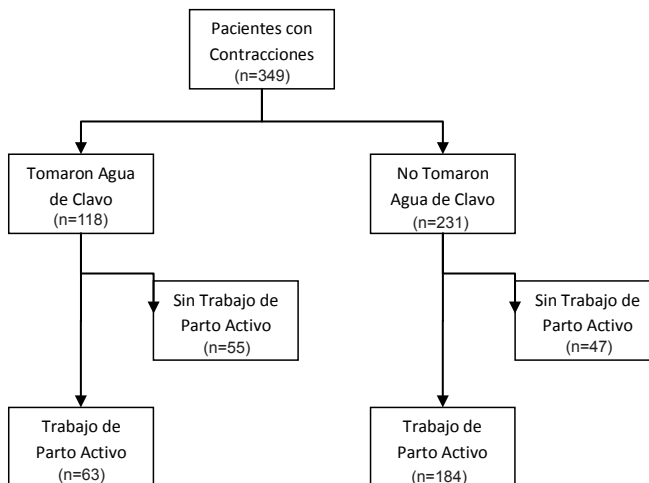 Pacientes con
Contracciones
(n=349)
Tomaron Agua
de Clavo
(n=118)
No Tomaron
Agua de Clavo
(n=231)
Sin Trabajo de
Parto Activo
(n=55)
Sin Trabajo de
Parto Activo
(n=47)
Trabajo de
Parto Activo
(n=63)
Trabajo de
Parto Activo
(n=184)